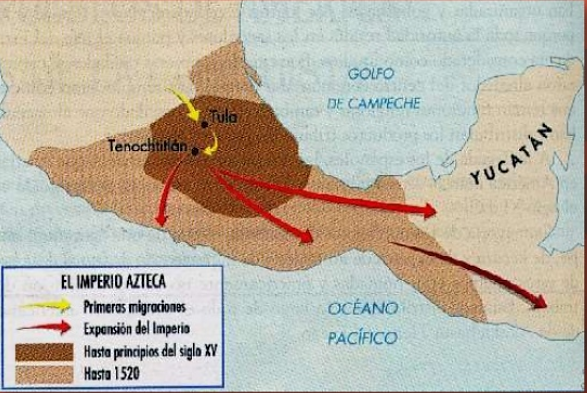 GOLFO
DE CAMPECHE
Tula
Tenochtitlán
YUCATÁN
EL IMPERIO AZTECA
Primeras migraciones
Expansión del Imperio
Hasta principios del siglo XV
Hasta 1520
OCÉANO
PACÍFICO